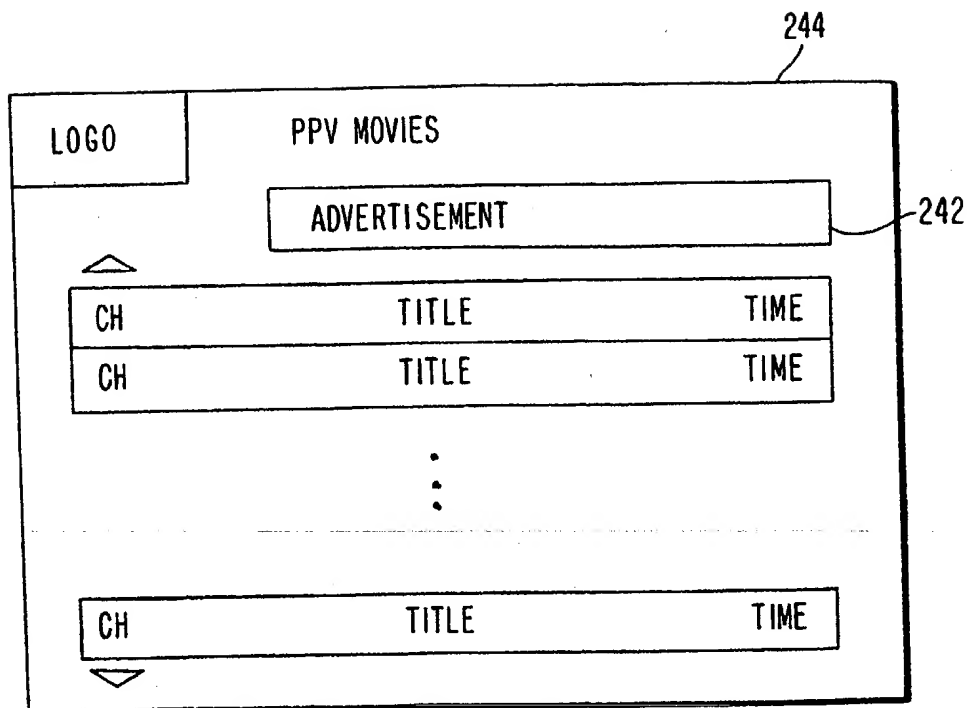 244
LOGO
PPV MOVIES
ADVERTISEMENT
242
CH TITLE TIME
CH TITLE TIME
CH TITLE TIME